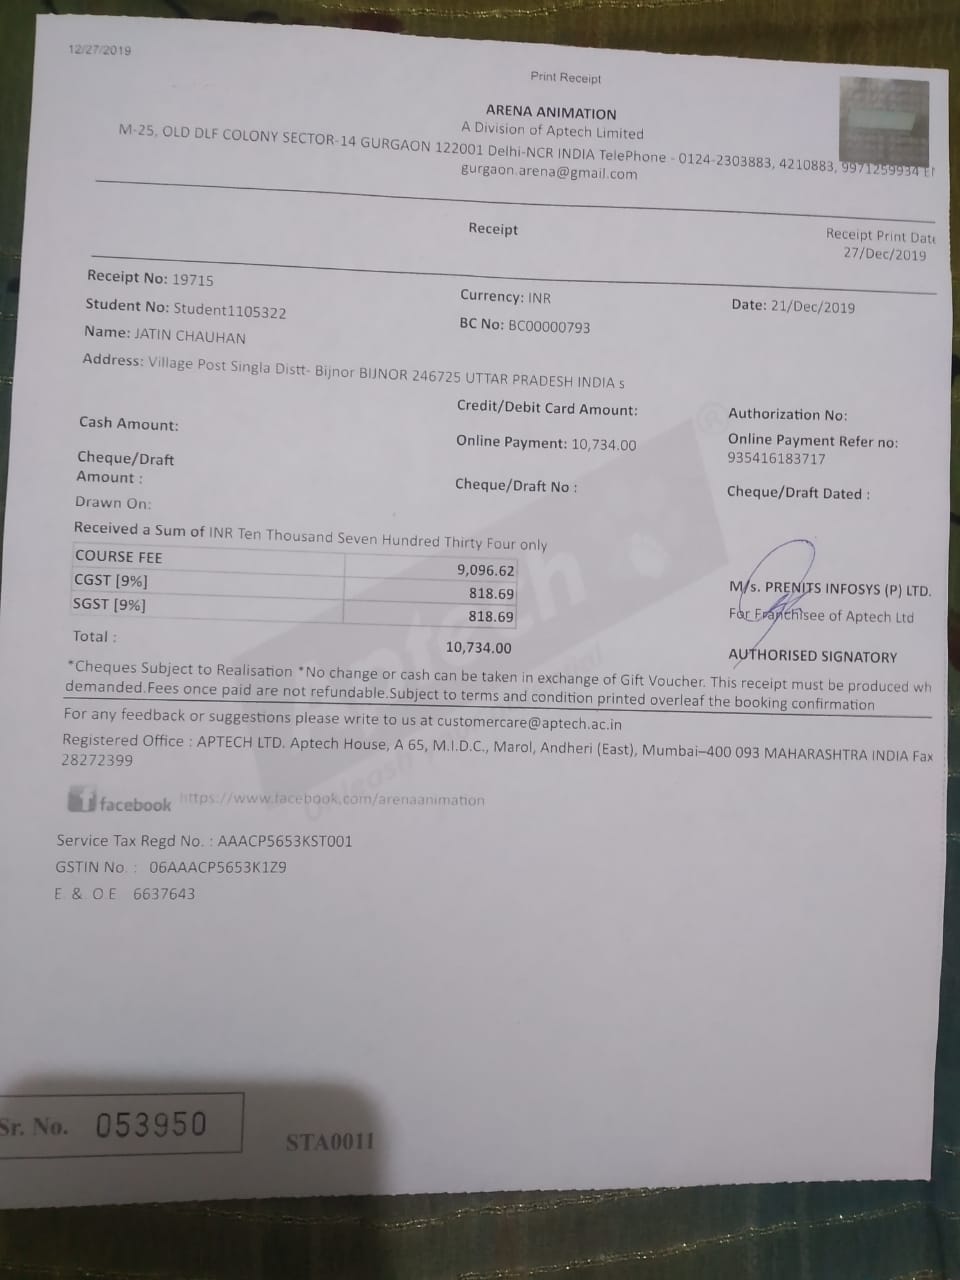 12/27/2019
Print Receipt
ARENA ANIMATION
A Division of Aptech Limited
M-25, OLD DLF COLONY SECTOR-14 GURGAON 122001 Delhi-NCR INDIA TelePhone - 0124-2303883, 4210883, 9971259934
gurgaon.arena@gmail.com
Receipt
Receipt Print Date
27/Dec/2019
Receipt No: 19715
Currency: INR
Date: 21/Dec/2019
Student No: Student1105322
BC No: BC00000793
Name: JATIN CHAUHAN
Address: Village Post Singla Distt- Bijnor BIJNOR 246725 UTTAR PRADESH INDIA s
Cash Amount:
Credit/Debit Card Amount:
Authorization No:
Online Payment: 10,734.00
Online Payment Refer no:
935416183717
Cheque/Draft
Amount :
Cheque/Draft No :
Cheque/Draft Dated :
Drawn On:
Received a Sum of INR Ten Thousand Seven Hundred Thirty Four only
COURSE FEE 9,096.62
CGST [9%] 818.69
SGST [9%] 818.69
Total : 10,734.00
M/s. PRENITS INFOSYS (P) LTD.
For Franchisee of Aptech Ltd
AUTHORISED SIGNATORY
*Cheques Subject to Realisation *No change or cash can be taken in exchange of Gift Voucher. This receipt must be produced wh
demanded.Fees once paid are not refundable.Subject to terms and condition printed overleaf the booking confirmation
For any feedback or suggestions please write to us at customercare@aptech.ac.in
Registered Office : APTECH LTD. Aptech House, A 65, M.I.D.C., Marol, Andheri (East), Mumbai–400 093 MAHARASHTRA INDIA Fax
28272399
facebook https://www.facebook.com/arenaanimation
Service Tax Regd No. : AAACP5653KST001
GSTIN No. : 06AAACP5653K1Z9
E. & O.E. 6637643
Aptech
®
Sr. No. 053950
STA0011